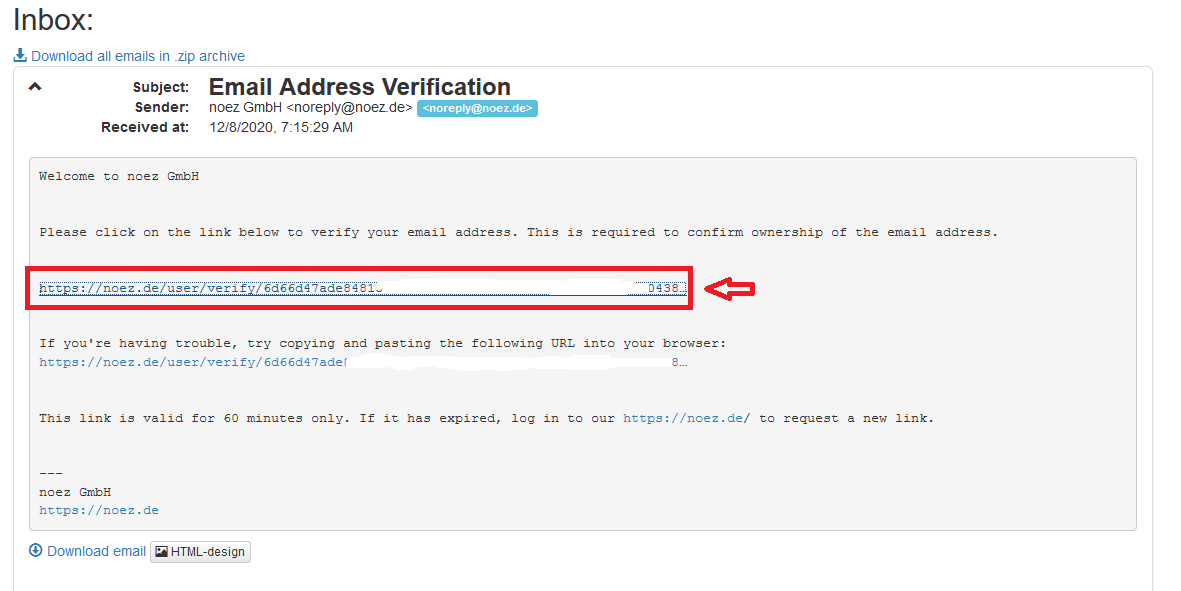 Inbox:
Download all emails in .zip archive
Subject: Email Address Verification
Sender: noez GmbH <noreply@noez.de> <noreply@noez.de>
Received at: 12/8/2020, 7:15:29 AM
Welcome to noez GmbH
Please click on the link below to verify your email address. This is required to confirm ownership of the email address.
https://noez.de/user/verify/6d66d47ade8481 0438…
If you're having trouble, try copying and pasting the following URL into your browser:
https://noez.de/user/verify/6d66d47ade 8…
This link is valid for 60 minutes only. If it has expired, log in to our https://noez.de/ to request a new link.
---
noez GmbH
https://noez.de
Download email HTML-design